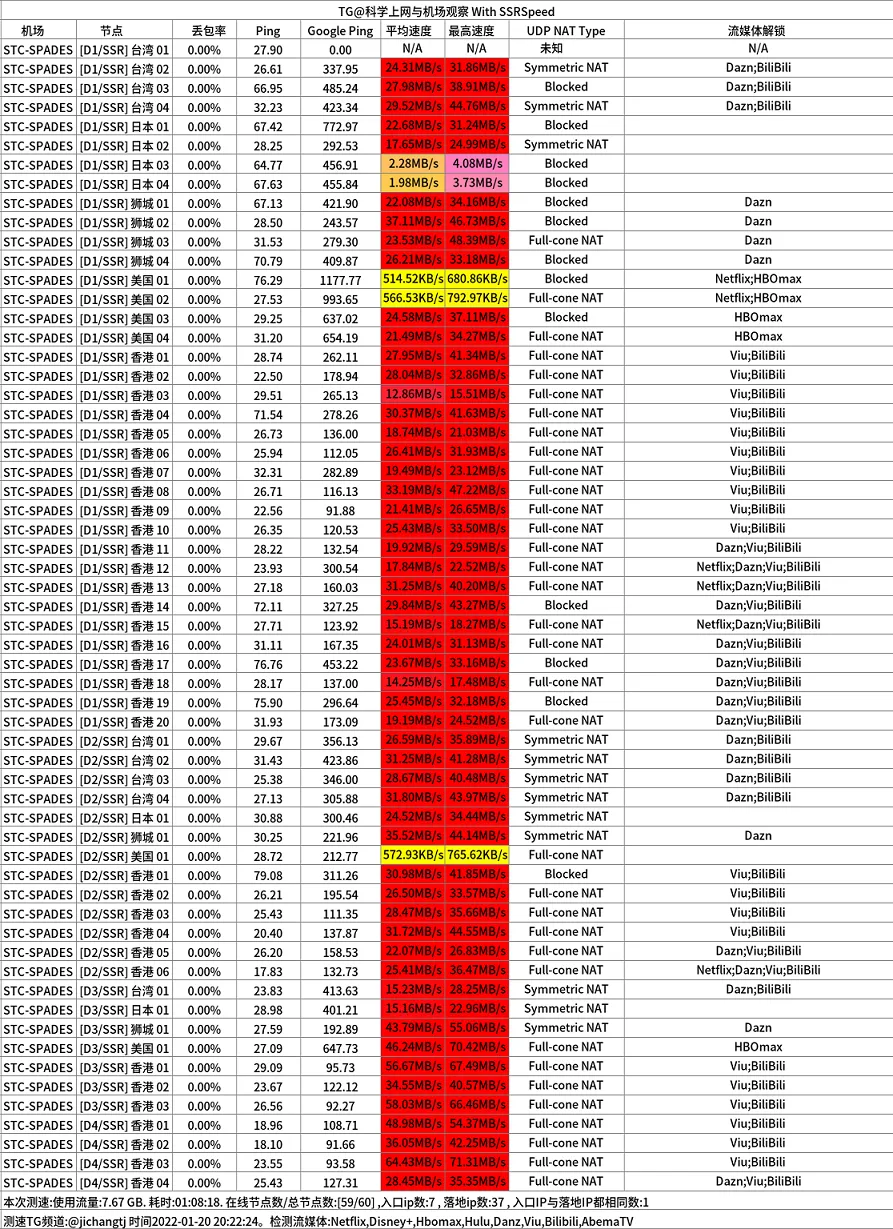 TG@科学上网与机场观察 With SSRSpeed
机场 节点 丢包率 Ping Google Ping 平均速度 最高速度 UDP NAT Type 流媒体解锁
STC-SPADES [D1/SSR] 台湾 01 0.00% 27.90 0.00 N/A N/A 未知 N/A
STC-SPADES [D1/SSR] 台湾 02 0.00% 26.61 337.95 24.31MB/s 31.86MB/s Symmetric NAT Dazn;BiliBili
STC-SPADES [D1/SSR] 台湾 03 0.00% 66.95 485.24 27.98MB/s 38.91MB/s Blocked Dazn;BiliBili
STC-SPADES [D1/SSR] 台湾 04 0.00% 32.23 423.34 29.52MB/s 44.76MB/s Symmetric NAT Dazn;BiliBili
STC-SPADES [D1/SSR] 日本 01 0.00% 67.42 772.97 22.68MB/s 31.24MB/s Blocked
STC-SPADES [D1/SSR] 日本 02 0.00% 28.25 292.53 17.65MB/s 24.99MB/s Symmetric NAT
STC-SPADES [D1/SSR] 日本 03 0.00% 64.77 456.91 2.28MB/s 4.08MB/s Blocked
STC-SPADES [D1/SSR] 日本 04 0.00% 67.63 455.84 1.98MB/s 3.73MB/s Blocked
STC-SPADES [D1/SSR] 狮城 01 0.00% 67.13 421.90 22.08MB/s 34.16MB/s Blocked Dazn
STC-SPADES [D1/SSR] 狮城 02 0.00% 28.50 243.57 37.11MB/s 46.73MB/s Blocked Dazn
STC-SPADES [D1/SSR] 狮城 03 0.00% 31.53 279.30 23.53MB/s 48.39MB/s Full-cone NAT Dazn
STC-SPADES [D1/SSR] 狮城 04 0.00% 70.79 409.87 26.21MB/s 33.18MB/s Blocked Dazn
STC-SPADES [D1/SSR] 美国 01 0.00% 76.29 1177.77 514.52KB/s 680.86KB/s Blocked Netflix;HBOmax
STC-SPADES [D1/SSR] 美国 02 0.00% 27.53 993.65 566.53KB/s 792.97KB/s Full-cone NAT Netflix;HBOmax
STC-SPADES [D1/SSR] 美国 03 0.00% 29.25 637.02 24.58MB/s 37.11MB/s Blocked HBOmax
STC-SPADES [D1/SSR] 美国 04 0.00% 31.20 654.19 21.49MB/s 34.27MB/s Full-cone NAT HBOmax
STC-SPADES [D1/SSR] 香港 01 0.00% 28.74 262.11 27.95MB/s 41.34MB/s Full-cone NAT Viu;BiliBili
STC-SPADES [D1/SSR] 香港 02 0.00% 22.50 178.94 28.04MB/s 32.86MB/s Full-cone NAT Viu;BiliBili
STC-SPADES [D1/SSR] 香港 03 0.00% 29.51 265.13 12.86MB/s 15.51MB/s Full-cone NAT Viu;BiliBili
STC-SPADES [D1/SSR] 香港 04 0.00% 71.54 278.26 30.37MB/s 41.63MB/s Full-cone NAT Viu;BiliBili
STC-SPADES [D1/SSR] 香港 05 0.00% 26.73 136.00 18.74MB/s 21.03MB/s Full-cone NAT Viu;BiliBili
STC-SPADES [D1/SSR] 香港 06 0.00% 25.94 112.05 26.41MB/s 31.93MB/s Full-cone NAT Viu;BiliBili
STC-SPADES [D1/SSR] 香港 07 0.00% 32.31 282.89 19.49MB/s 23.12MB/s Full-cone NAT Viu;BiliBili
STC-SPADES [D1/SSR] 香港 08 0.00% 26.71 116.13 33.19MB/s 47.22MB/s Full-cone NAT Viu;BiliBili
STC-SPADES [D1/SSR] 香港 09 0.00% 22.56 91.88 21.41MB/s 26.65MB/s Full-cone NAT Viu;BiliBili
STC-SPADES [D1/SSR] 香港 10 0.00% 26.35 120.53 25.43MB/s 33.50MB/s Full-cone NAT Viu;BiliBili
STC-SPADES [D1/SSR] 香港 11 0.00% 28.22 132.54 19.92MB/s 29.59MB/s Full-cone NAT Dazn;Viu;BiliBili
STC-SPADES [D1/SSR] 香港 12 0.00% 23.93 300.54 17.84MB/s 22.52MB/s Full-cone NAT Netflix;Dazn;Viu;BiliBili
STC-SPADES [D1/SSR] 香港 13 0.00% 27.18 160.03 31.25MB/s 40.20MB/s Full-cone NAT Netflix;Dazn;Viu;BiliBili
STC-SPADES [D1/SSR] 香港 14 0.00% 72.11 327.25 29.84MB/s 43.27MB/s Blocked Dazn;Viu;BiliBili
STC-SPADES [D1/SSR] 香港 15 0.00% 27.71 123.92 15.19MB/s 18.27MB/s Full-cone NAT Netflix;Dazn;Viu;BiliBili
STC-SPADES [D1/SSR] 香港 16 0.00% 31.11 167.35 24.01MB/s 31.13MB/s Full-cone NAT Dazn;Viu;BiliBili
STC-SPADES [D1/SSR] 香港 17 0.00% 76.76 453.22 23.67MB/s 33.16MB/s Blocked Dazn;Viu;BiliBili
STC-SPADES [D1/SSR] 香港 18 0.00% 28.17 137.00 14.25MB/s 17.48MB/s Full-cone NAT Dazn;Viu;BiliBili
STC-SPADES [D1/SSR] 香港 19 0.00% 75.90 296.64 25.45MB/s 32.18MB/s Blocked Dazn;Viu;BiliBili
STC-SPADES [D1/SSR] 香港 20 0.00% 31.93 173.09 19.19MB/s 24.52MB/s Full-cone NAT Dazn;Viu;BiliBili
STC-SPADES [D2/SSR] 台湾 01 0.00% 29.67 356.13 26.59MB/s 35.89MB/s Symmetric NAT Dazn;BiliBili
STC-SPADES [D2/SSR] 台湾 02 0.00% 31.43 423.86 31.25MB/s 41.28MB/s Symmetric NAT Dazn;BiliBili
STC-SPADES [D2/SSR] 台湾 03 0.00% 25.38 346.00 28.67MB/s 40.48MB/s Symmetric NAT Dazn;BiliBili
STC-SPADES [D2/SSR] 台湾 04 0.00% 27.13 305.88 31.80MB/s 43.97MB/s Symmetric NAT Dazn;BiliBili
STC-SPADES [D2/SSR] 日本 01 0.00% 30.88 300.46 24.52MB/s 34.44MB/s Symmetric NAT
STC-SPADES [D2/SSR] 狮城 01 0.00% 30.25 221.96 35.52MB/s 44.14MB/s Symmetric NAT Dazn
STC-SPADES [D2/SSR] 美国 01 0.00% 28.72 212.77 572.93KB/s 765.62KB/s Full-cone NAT
STC-SPADES [D2/SSR] 香港 01 0.00% 79.08 311.26 30.98MB/s 41.85MB/s Blocked Viu;BiliBili
STC-SPADES [D2/SSR] 香港 02 0.00% 26.21 195.54 26.50MB/s 33.57MB/s Full-cone NAT Viu;BiliBili
STC-SPADES [D2/SSR] 香港 03 0.00% 25.43 111.35 28.47MB/s 35.66MB/s Full-cone NAT Viu;BiliBili
STC-SPADES [D2/SSR] 香港 04 0.00% 20.40 137.87 31.72MB/s 44.55MB/s Full-cone NAT Viu;BiliBili
STC-SPADES [D2/SSR] 香港 05 0.00% 26.20 158.53 22.07MB/s 26.83MB/s Full-cone NAT Dazn;Viu;BiliBili
STC-SPADES [D2/SSR] 香港 06 0.00% 17.83 132.73 25.41MB/s 36.47MB/s Full-cone NAT Netflix;Dazn;Viu;BiliBili
STC-SPADES [D3/SSR] 台湾 01 0.00% 23.83 413.63 15.23MB/s 28.25MB/s Symmetric NAT Dazn;BiliBili
STC-SPADES [D3/SSR] 日本 01 0.00% 28.98 401.21 15.16MB/s 22.96MB/s Symmetric NAT
STC-SPADES [D3/SSR] 狮城 01 0.00% 27.59 192.89 43.79MB/s 55.06MB/s Symmetric NAT Dazn
STC-SPADES [D3/SSR] 美国 01 0.00% 27.09 647.73 46.24MB/s 70.42MB/s Full-cone NAT HBOmax
STC-SPADES [D3/SSR] 香港 01 0.00% 29.09 95.73 56.67MB/s 67.49MB/s Full-cone NAT Viu;BiliBili
STC-SPADES [D3/SSR] 香港 02 0.00% 23.67 122.12 34.55MB/s 40.57MB/s Full-cone NAT Viu;BiliBili
STC-SPADES [D3/SSR] 香港 03 0.00% 26.56 92.27 58.03MB/s 66.46MB/s Full-cone NAT Viu;BiliBili
STC-SPADES [D4/SSR] 香港 01 0.00% 18.96 108.71 48.98MB/s 54.37MB/s Full-cone NAT Viu;BiliBili
STC-SPADES [D4/SSR] 香港 02 0.00% 18.10 91.66 36.05MB/s 42.25MB/s Full-cone NAT Viu;BiliBili
STC-SPADES [D4/SSR] 香港 03 0.00% 23.55 93.58 64.43MB/s 71.31MB/s Full-cone NAT Viu;BiliBili
STC-SPADES [D4/SSR] 香港 04 0.00% 25.43 127.31 28.45MB/s 35.35MB/s Full-cone NAT Dazn;Viu;BiliBili
本次测速:使用流量:7.67 GB. 耗时:01:08:18. 在线节点数/总节点数:[59/60] ,入口ip数:7 , 落地ip数:37 , 入口IP与落地IP都相同数:1
测速TG频道:@jichangtj 时间2022-01-20 20:22:24。检测流媒体:Netflix,Disney+,Hbomax,Hulu,Danz,Viu,Bilibili,AbemaTV